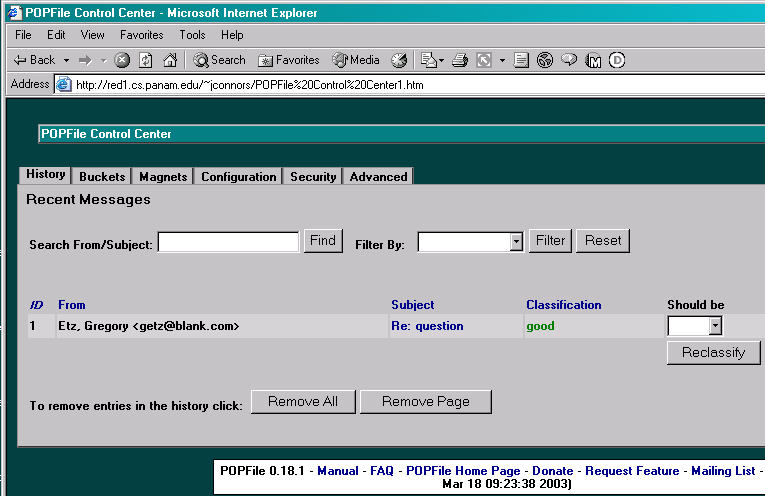 POPFile Control Center - Microsoft Internet Explorer
File Edit View Favorites Tools Help
Back Search Favorites Media
Address http://red1.cs.panam.edu/~jconnors/POPFile%20Control%20Center1.htm
POPFile Control Center
History Buckets Magnets Configuration Security Advanced
Recent Messages
Search From/Subject: Find Filter By: Filter Reset
ID From Subject Classification Should be
1 Etz, Gregory <getz@blank.com> Re: question good
Reclassify
To remove entries in the history click: Remove All Remove Page
POPFile 0.18.1 - Manual - FAQ - POPFile Home Page - Donate - Request Feature - Mailing List -
Mar 18 09:23:38 2003)